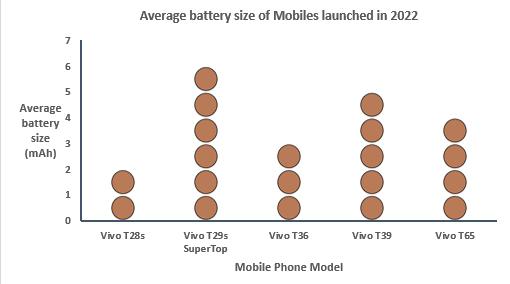 Average battery size of Mobiles launched in 2022
7
6
5
4
3
2
1
0
Average
battery
size
(mAh)
Vivo T28s
Vivo T29s
SuperTop
Vivo T36
Vivo T39
Vivo T65
Mobile Phone Model